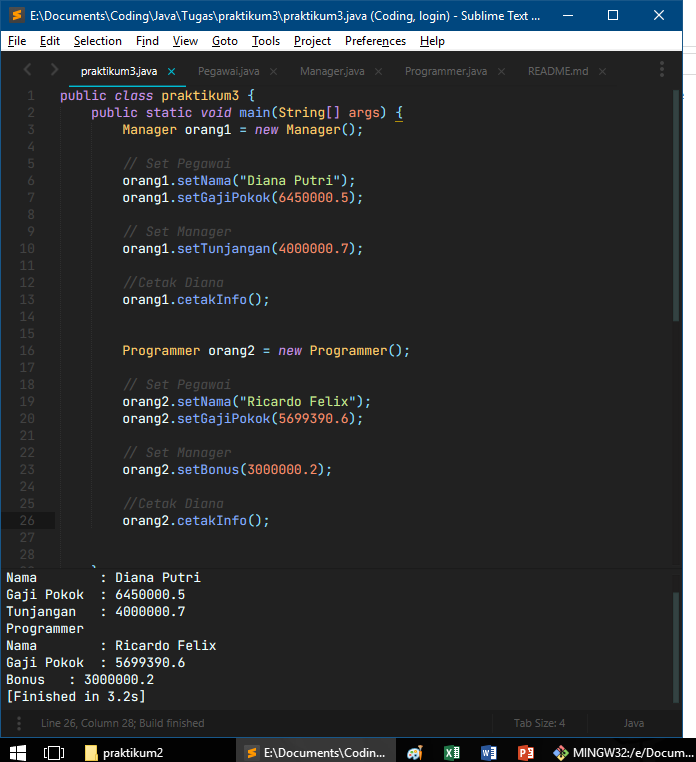 E:\Documents\Coding\Java\Tugas\praktikum3\praktikum3.java (Coding, login) - Sublime Text ...
File Edit Selection Find View Goto Tools Project Preferences Help
praktikum3.java × Pegawai.java × Manager.java × Programmer.java × README.md ×
1 public class praktikum3 {
2 public static void main(String[] args) {
3 Manager orang1 = new Manager();
4
5 // Set Pegawai
6 orang1.setNama("Diana Putri");
7 orang1.setGajiPokok(6450000.5);
8
9 // Set Manager
10 orang1.setTunjangan(4000000.7);
11
12 //Cetak Diana
13 orang1.cetakInfo();
14
15
16 Programmer orang2 = new Programmer();
17
18 // Set Pegawai
19 orang2.setNama("Ricardo Felix");
20 orang2.setGajiPokok(5699390.6);
21
22 // Set Manager
23 orang2.setBonus(3000000.2);
24
25 //Cetak Diana
26 orang2.cetakInfo();
27
28
}
Nama : Diana Putri
Gaji Pokok : 6450000.5
Tunjangan : 4000000.7
Programmer
Nama : Ricardo Felix
Gaji Pokok : 5699390.6
Bonus : 3000000.2
[Finished in 3.2s]
Line 26, Column 28; Build finished Tab Size: 4 Java
praktikum2 E:\Documents\Codin... MINGW32:/e/Docum...